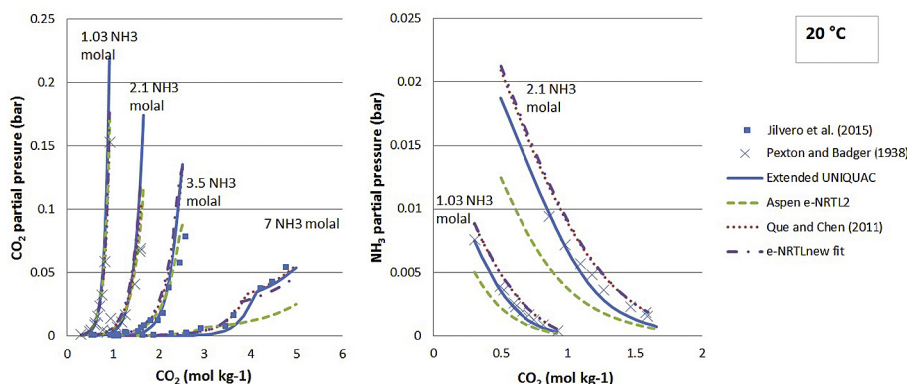 0.25
0.2
0.15
0.1
0.05
0
0
1
2
3
4
5
6
CO2 partial presure (bar)
CO2 (mol kg-1)
1.03 NH3
molal
2.1 NH3
molal
3.5 NH3
molal
7 NH3 molal
0.025
0.02
0.015
0.01
0.005
0
0
0.5
1
1.5
2
NH3 partial pressure (bar)
CO2 (mol kg-1)
2.1 NH3
molal
1.03 NH3
molal
20 °C
Jilvero et al. (2015)
Pexton and Badger (1938)
Extended UNIQUAC
Aspen e-NRTL2
Que and Chen (2011)
e-NRTLnew fit